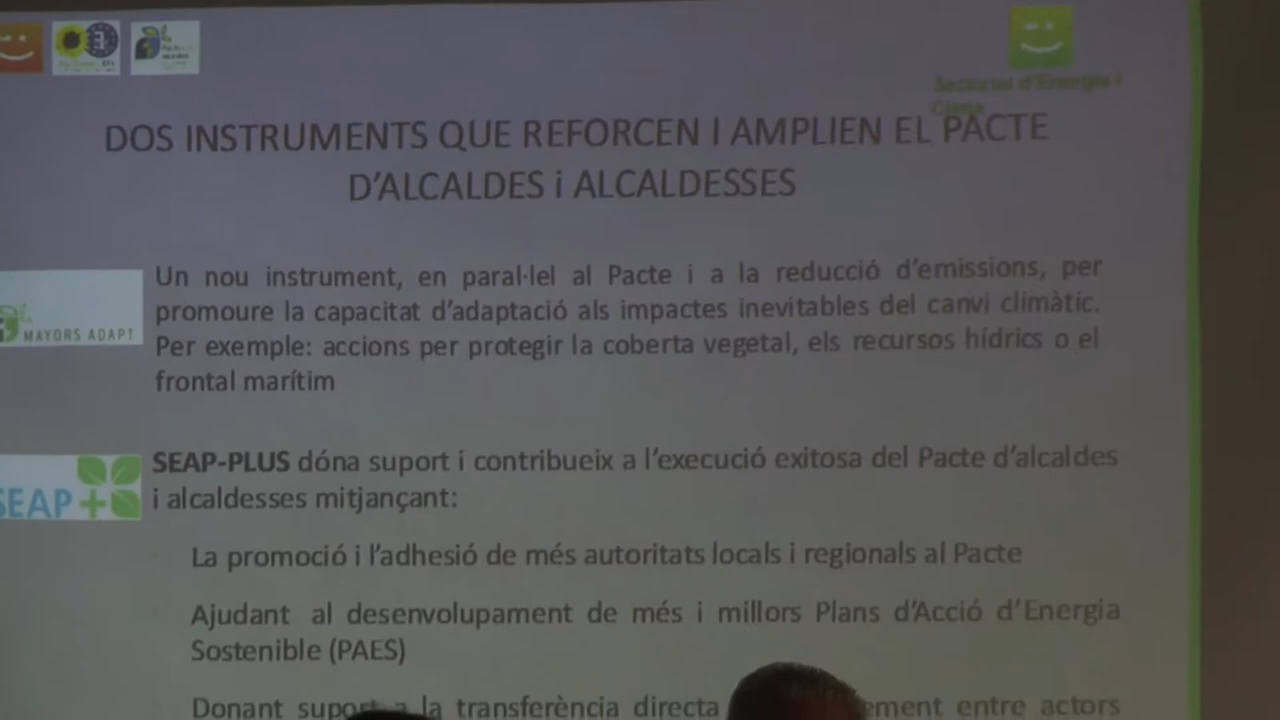 Secretariat d'Energia i
DOS INSTRUMENTS QUE REFORCEN I AMPLIEN EL PACTE
D'ALCALDES i ALCALDESSES
Un nou instrument, en paral·lel al Pacte i a la reducció d'emissions, per
promoure la capacitat d'adaptació als impactes inevitables del canvi climàtic.
Per exemple: accions per protegir la coberta vegetal, els recursos hídrics o el
frontal marítim
MAYORS ADAPT
SEAP-PLUS dóna suport i contribueix a l'execució exitosa del Pacte d'alcaldes
i alcaldesses mitjançant:
SEAP+
La promoció i l'adhesió de més autoritats locals i regionals al Pacte
Ajudant al desenvolupament de més i millors Plans d'Acció d'Energia
Sostenible (PAES)
Donant suport a la transferència directa entre actors